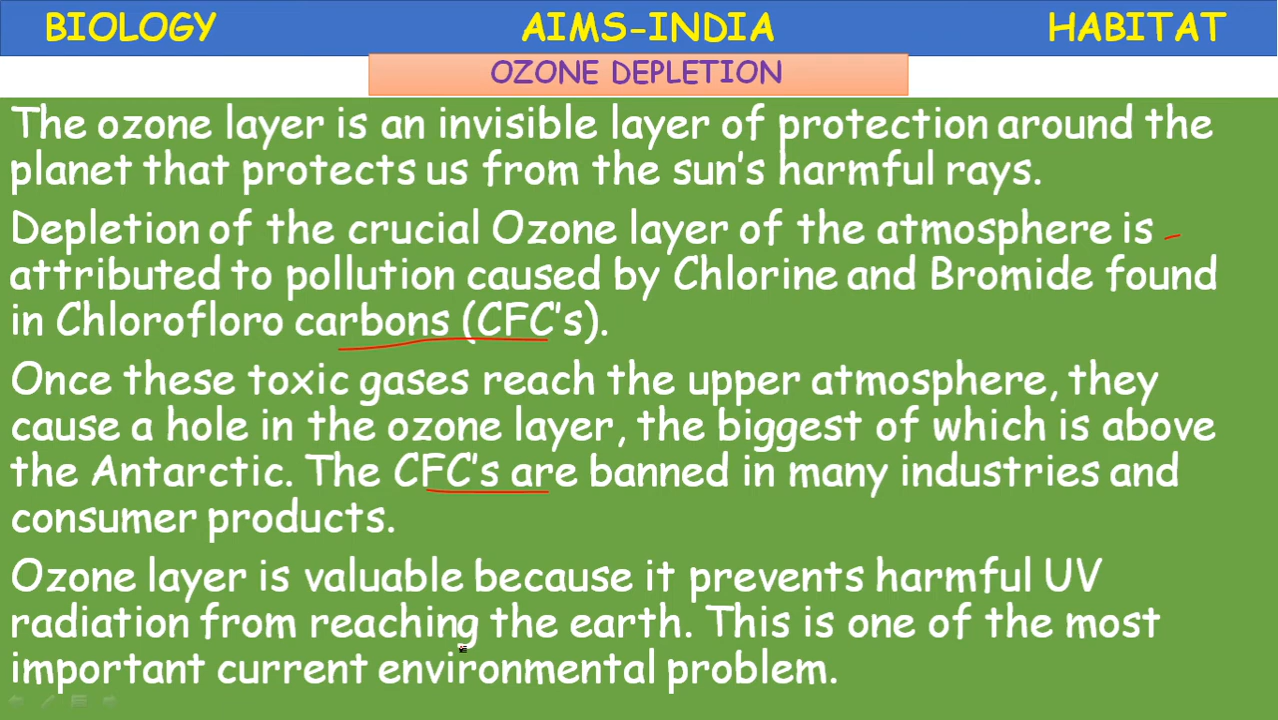 BIOLOGY AIMS-INDIA HABITAT
OZONE DEPLETION
The ozone layer is an invisible layer of protection around the
planet that protects us from the sun's harmful rays.
Depletion of the crucial Ozone layer of the atmosphere is
attributed to pollution caused by Chlorine and Bromide found
in Chlorofloro carbons (CFC's).
Once these toxic gases reach the upper atmosphere, they
cause a hole in the ozone layer, the biggest of which is above
the Antarctic. The CFC's are banned in many industries and
consumer products.
Ozone layer is valuable because it prevents harmful UV
radiation from reaching the earth. This is one of the most
important current environmental problem.